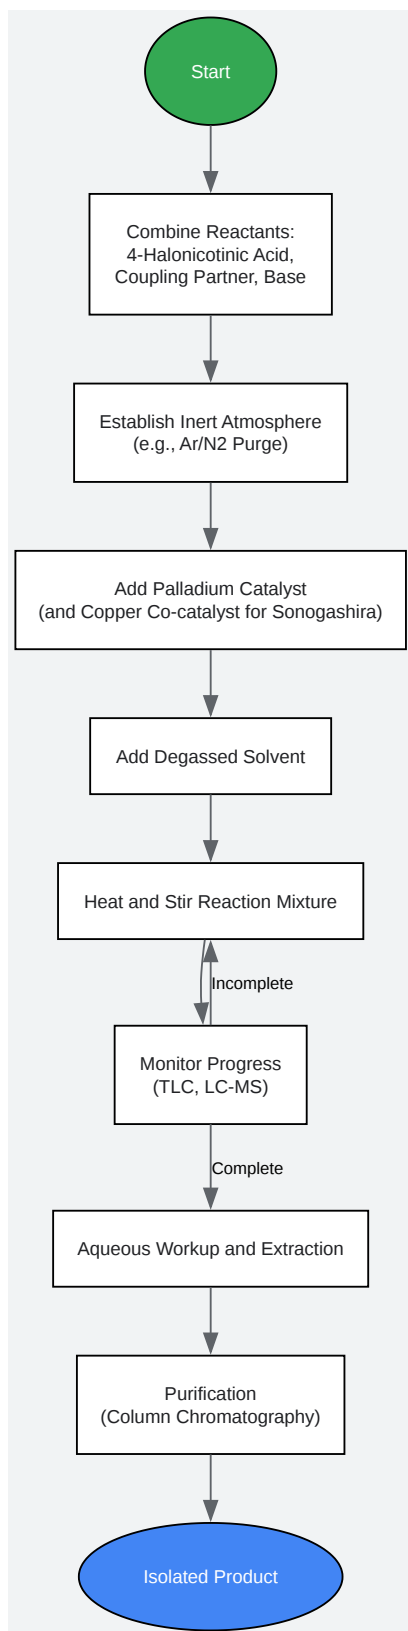 Start
Combine Reactants:
4-Halonicotinic Acid,
Coupling Partner, Base
Establish Inert Atmosphere
(e.g., Ar/N2 Purge)
Add Palladium Catalyst
(and Copper Co-catalyst for Sonogashira)
Add Degassed Solvent
Heat and Stir Reaction Mixture
Incomplete
Monitor Progress
(TLC, LC-MS)
Complete
Aqueous Workup and Extraction
Purification
(Column Chromatography)
Isolated Product